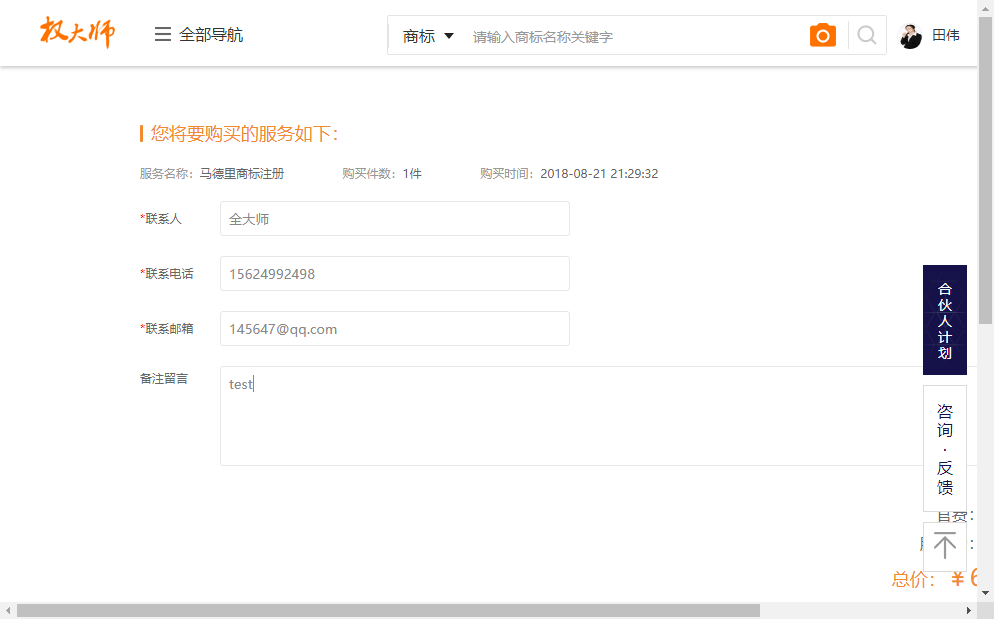 权大师
全部导航
商标
请输入商标名称关键字
田伟
您将要购买的服务如下：
服务名称：马德里商标注册 购买件数：1件 购买时间：2018-08-21 21:29:32
*联系人 全大师
*联系电话 15624992498
*联系邮箱 145647@qq.com
备注留言 test
合伙人计划
咨询·反馈
官费：
总价：￥6